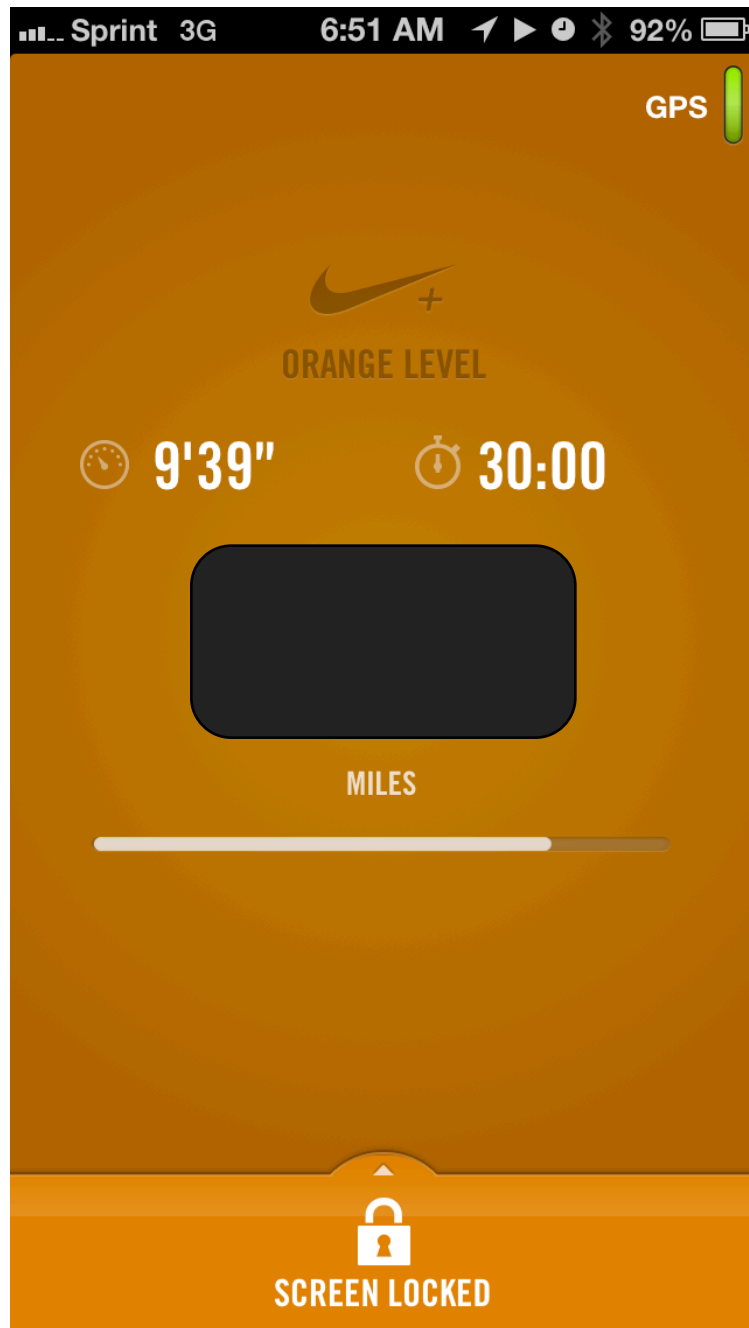 Sprint 3G 6:51 AM 92%
GPS
+
ORANGE LEVEL
9'39" 30:00
MILES
SCREEN LOCKED